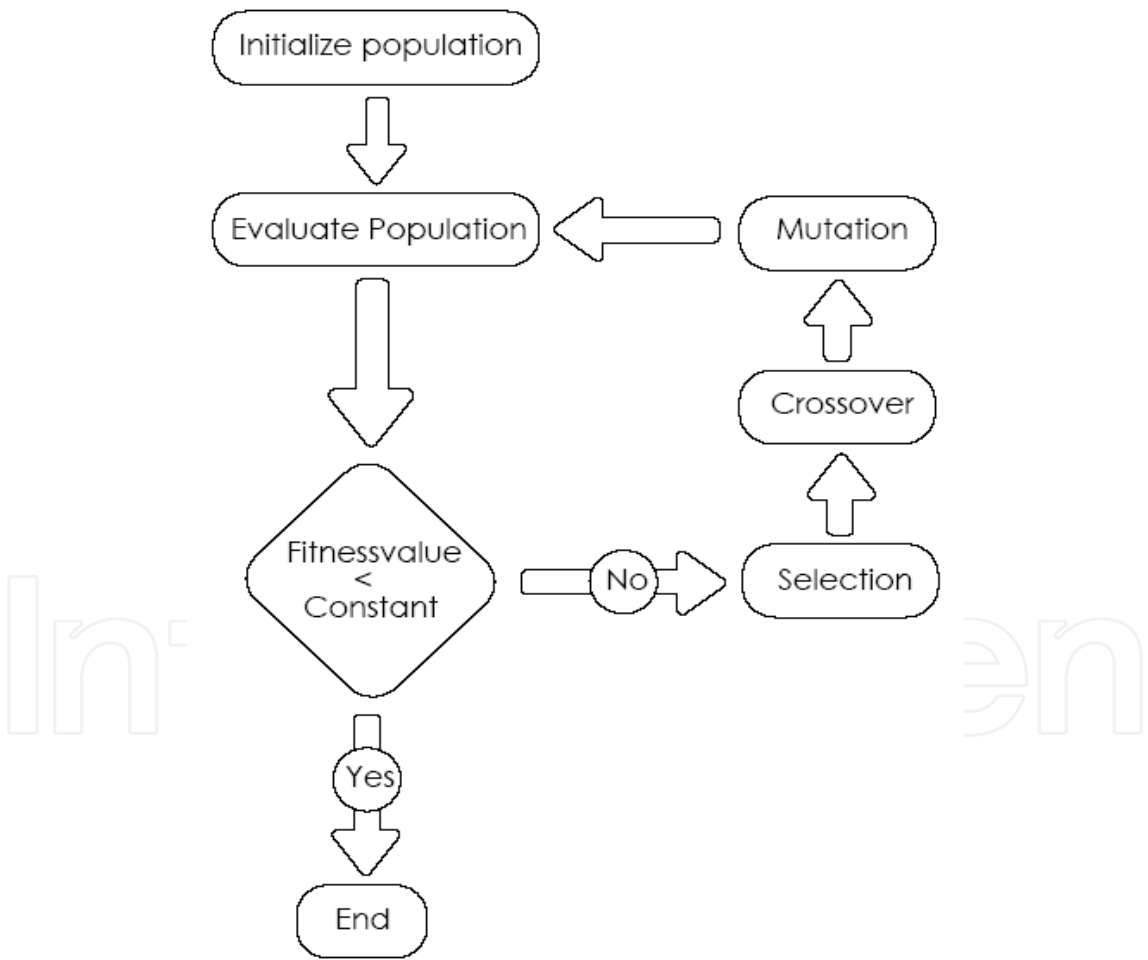 Initialize population
Evaluate Population
Mutation
Crossover
Fitnessvalue
<
Constant
No
Selection
Yes
End